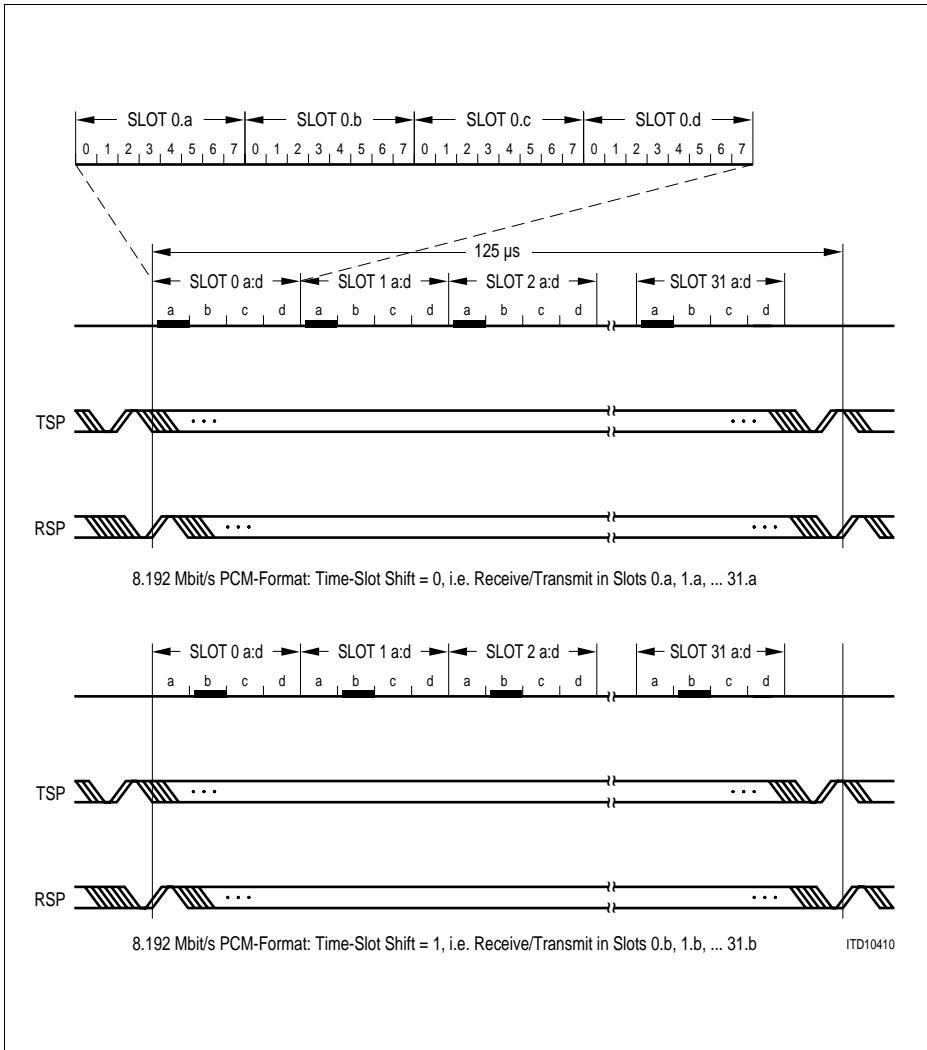 SLOT 0.a SLOT 0.b SLOT 0.c SLOT 0.d
0 1 2 3 4 5 6 7 0 1 2 3 4 5 6 7 0 1 2 3 4 5 6 7 0 1 2 3 4 5 6 7
125 µs
SLOT 0 a:d SLOT 1 a:d SLOT 2 a:d SLOT 31 a:d
a b c d a b c d a b c d a b c d
TSP
RSP
8.192 Mbit/s PCM-Format: Time-Slot Shift = 0, i.e. Receive/Transmit in Slots 0.a, 1.a, ... 31.a
SLOT 0 a:d SLOT 1 a:d SLOT 2 a:d SLOT 31 a:d
a b c d a b c d a b c d a b c d
TSP
RSP
8.192 Mbit/s PCM-Format: Time-Slot Shift = 1, i.e. Receive/Transmit in Slots 0.b, 1.b, ... 31.b ITD10410